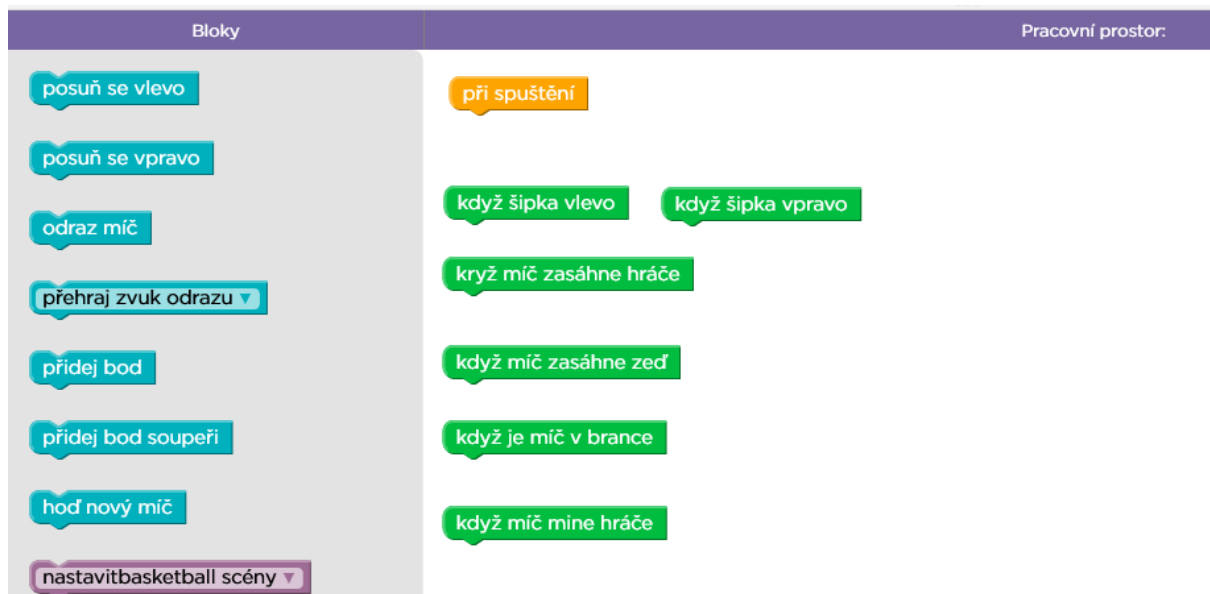 Bloky
Pracovní prostor:
posuň se vlevo
posuň se vpravo
odraz míč
přehraj zvuk odrazu
přidej bod
přidej bod soupeři
hoď nový míč
nastavitbasketball scény
při spuštění
když šipka vlevo
když šipka vpravo
kryž míč zasáhne hráče
když míč zasáhne zeď
když je míč v brance
když míč mine hráče